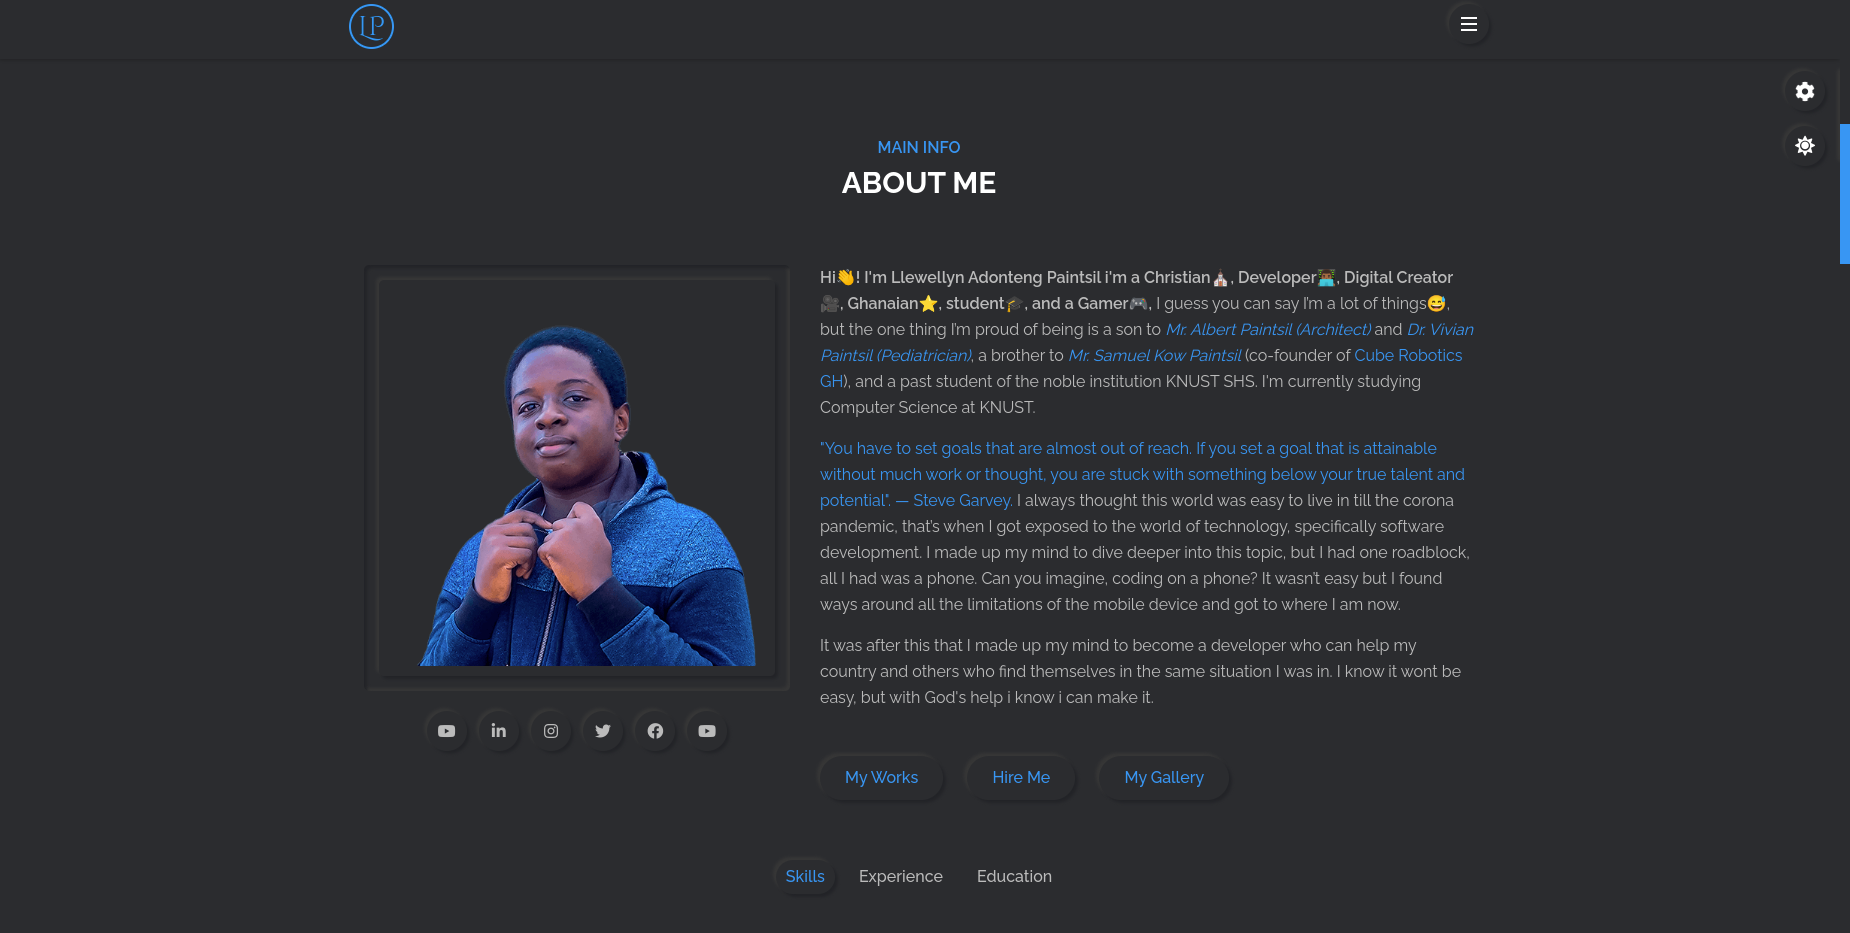 LP
MAIN INFO
ABOUT ME
Hi👋! I'm Llewellyn Adonteng Paintsil i'm a Christian⛪, Developer👨🏾‍💻, Digital Creator
🎥, Ghanaian⭐, student🎓, and a Gamer🎮, I guess you can say I’m a lot of things😅,
but the one thing I’m proud of being is a son to Mr. Albert Paintsil (Architect) and Dr. Vivian
Paintsil (Pediatrician), a brother to Mr. Samuel Kow Paintsil (co-founder of Cube Robotics
GH), and a past student of the noble institution KNUST SHS. I'm currently studying
Computer Science at KNUST.
"You have to set goals that are almost out of reach. If you set a goal that is attainable
without much work or thought, you are stuck with something below your true talent and
potential". — Steve Garvey. I always thought this world was easy to live in till the corona
pandemic, that’s when I got exposed to the world of technology, specifically software
development. I made up my mind to dive deeper into this topic, but I had one roadblock,
all I had was a phone. Can you imagine, coding on a phone? It wasn’t easy but I found
ways around all the limitations of the mobile device and got to where I am now.
It was after this that I made up my mind to become a developer who can help my
country and others who find themselves in the same situation I was in. I know it wont be
easy, but with God's help i know i can make it.
My Works
Hire Me
My Gallery
Skills
Experience
Education